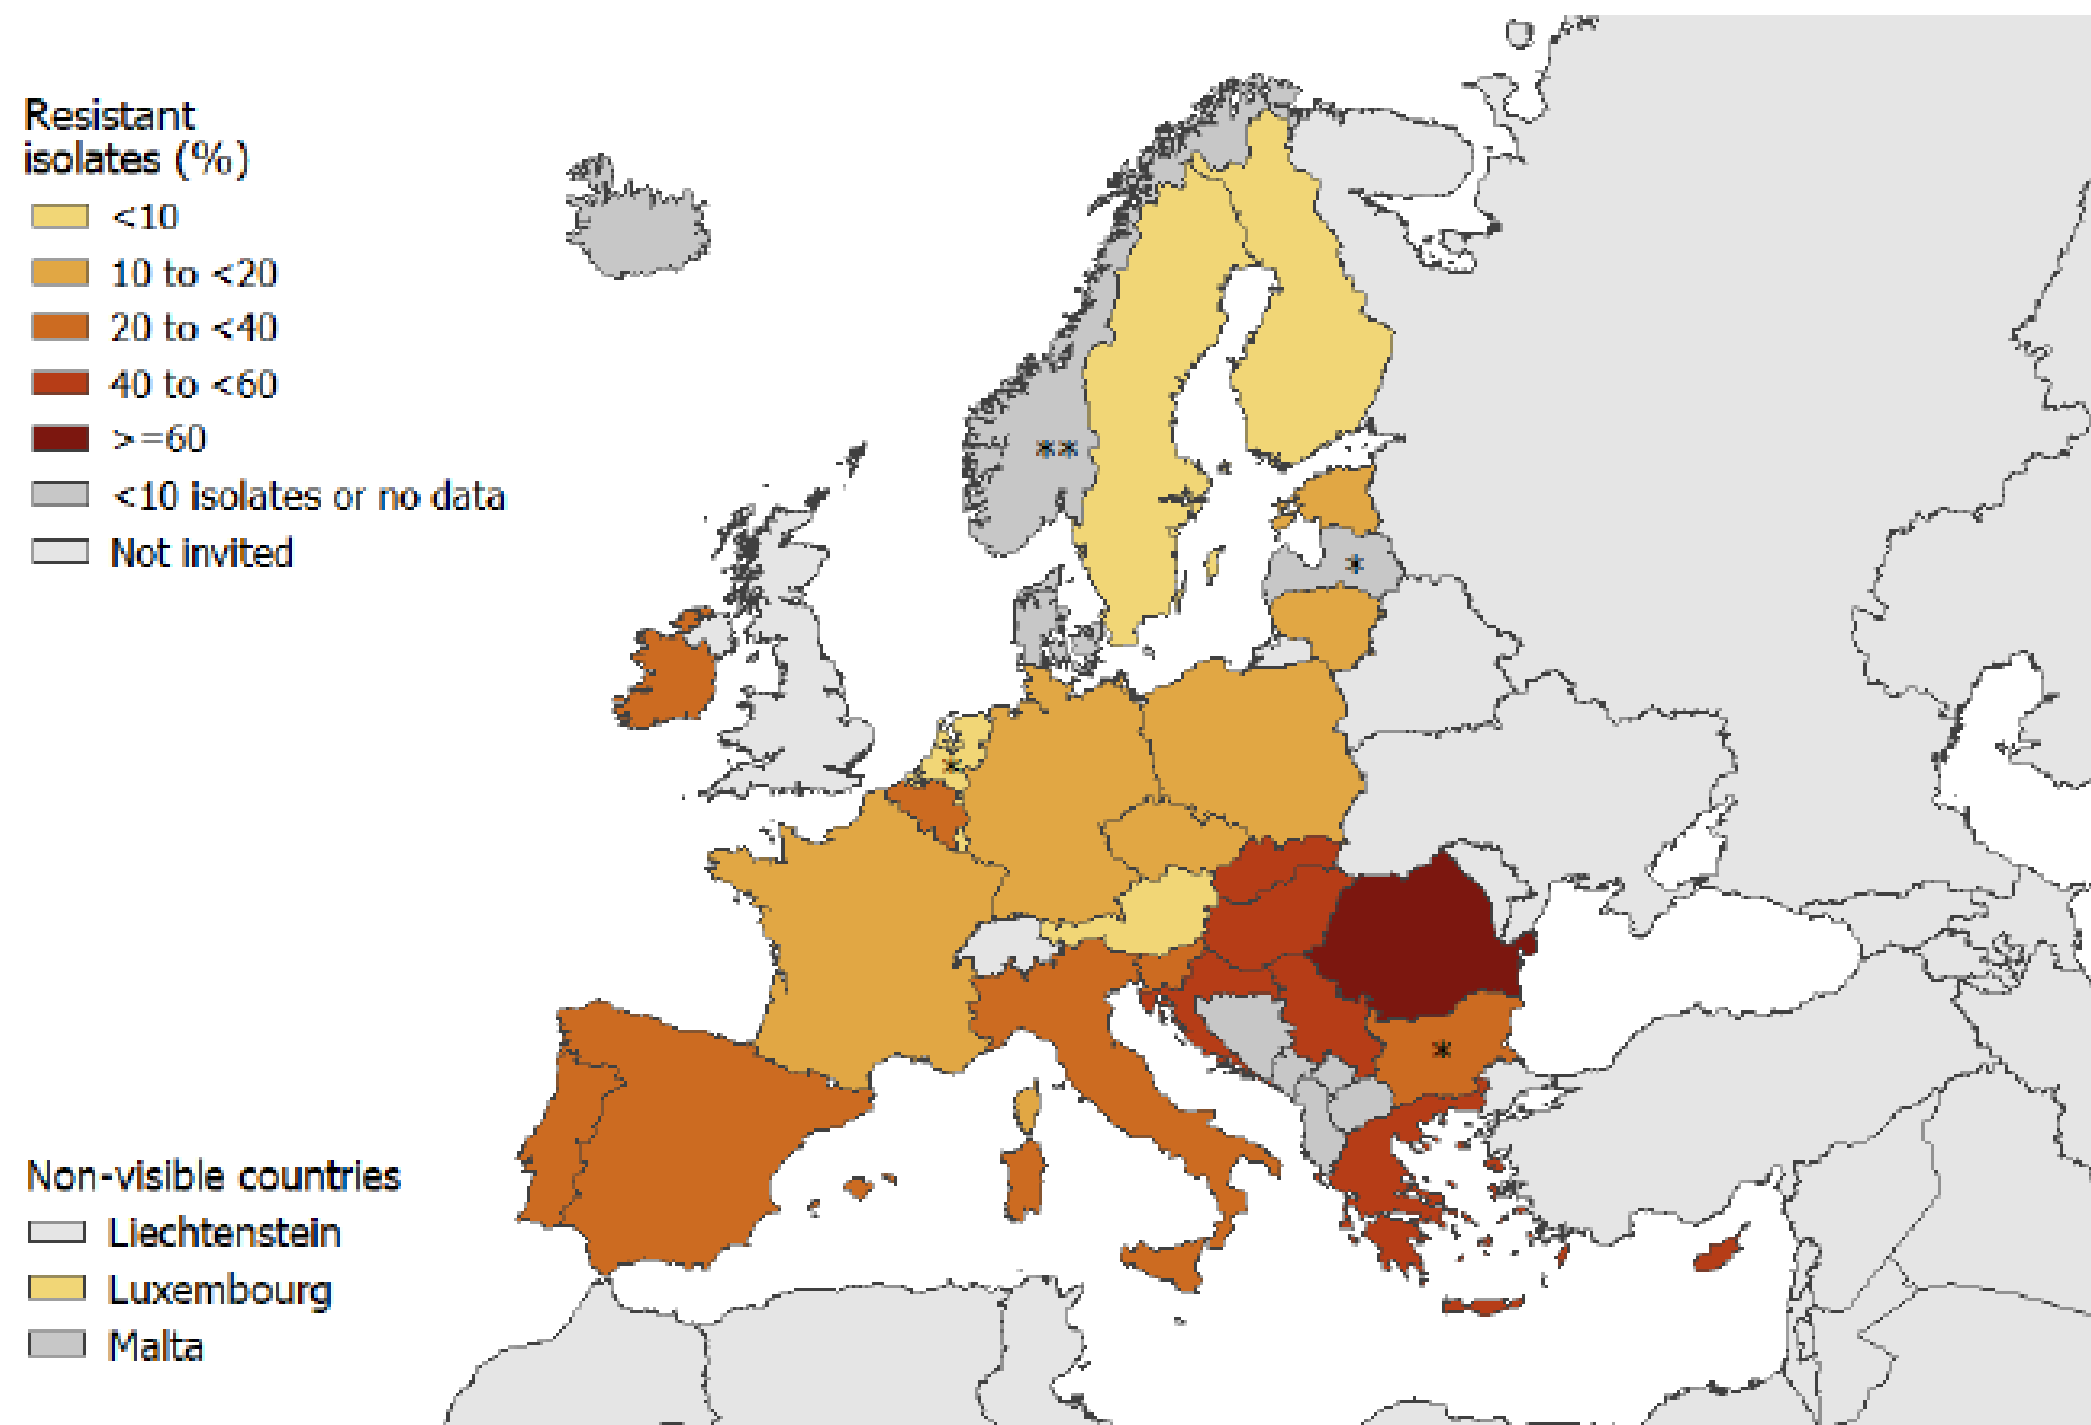 Resistant
isolates (%)
<10
10 to <20
20 to <40
40 to <60
>=60
<10 isolates or no data
Not invited
**
*
*
*
Non-visible countries
Liechtenstein
Luxembourg
Malta